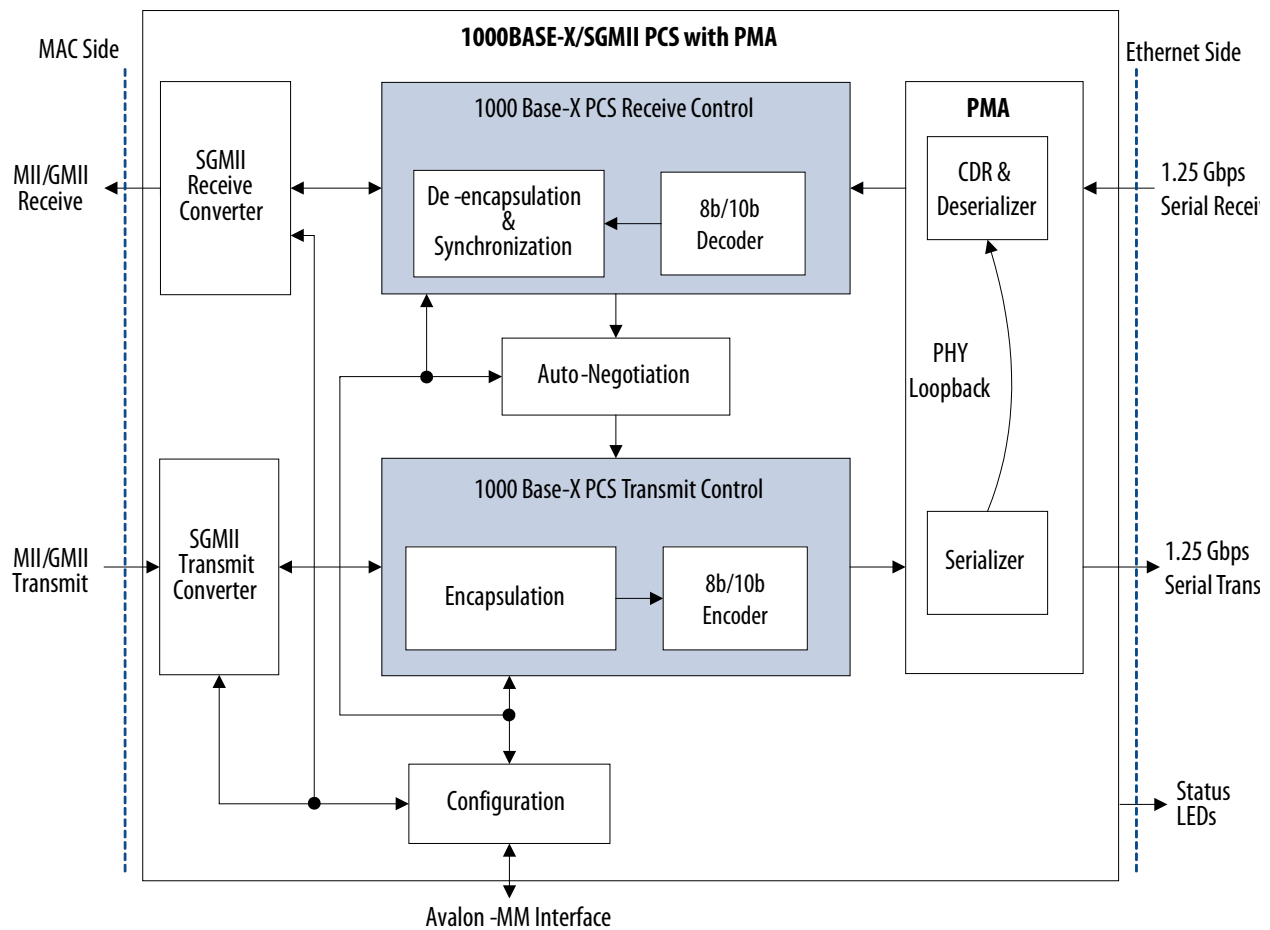 1000BASE-X/SGMII PCS with PMA
MAC Side
Ethernet Side
1000 Base-X PCS Receive Control
PMA
SGMII
Receive
Converter
MII/GMII
Receive
De -encapsulation
&
Synchronization
8b/10b
Decoder
CDR &
Deserializer
1.25 Gbps
Serial Recei
PHY
Loopback
Auto -Negotiation
1000 Base-X PCS Transmit Control
SGMII
Transmit
Converter
MII/GMII
Transmit
Encapsulation
8b/10b
Encoder
Serializer
1.25 Gbps
Serial Trans
Configuration
Status
LEDs
Avalon -MM Interface